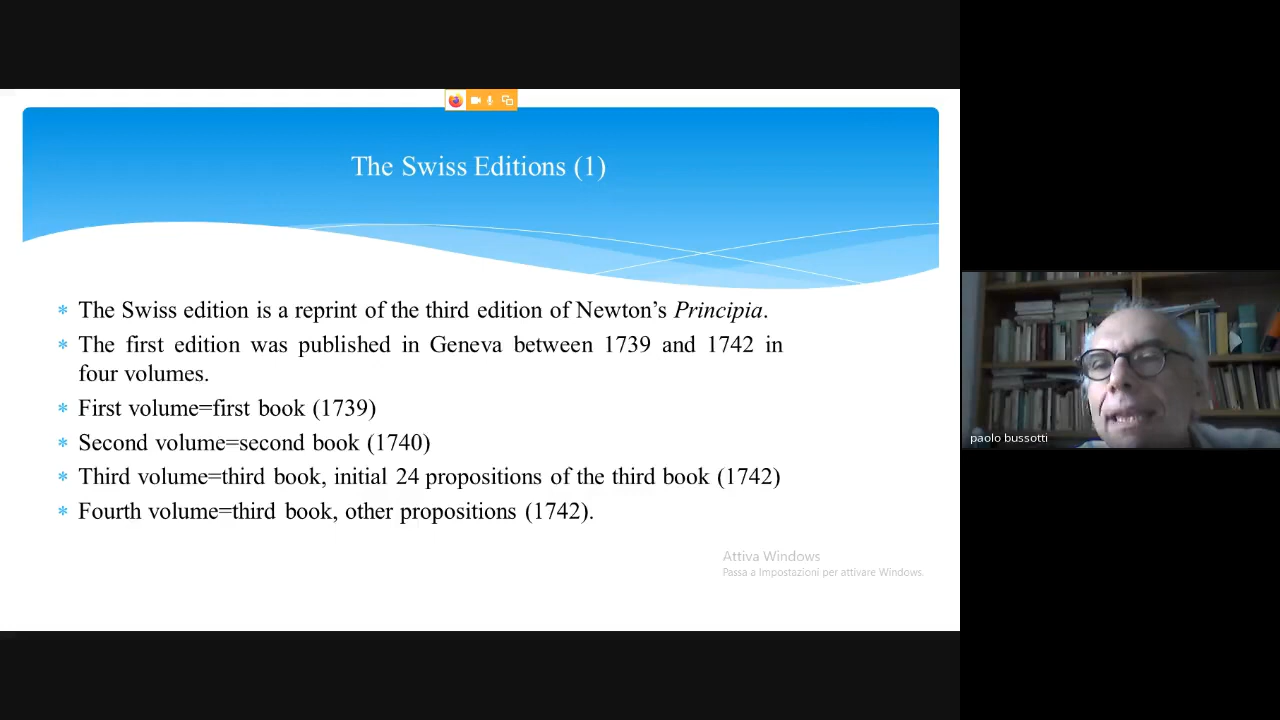 The Swiss Editions (1)
* The Swiss edition is a reprint of the third edition of Newton’s Principia.
* The first edition was published in Geneva between 1739 and 1742 in
four volumes.
* First volume=first book (1739)
* Second volume=second book (1740)
* Third volume=third book, initial 24 propositions of the third book (1742)
* Fourth volume=third book, other propositions (1742).
Attiva Windows
Passa a Impostazioni per attivare Windows.
paolo bussotti